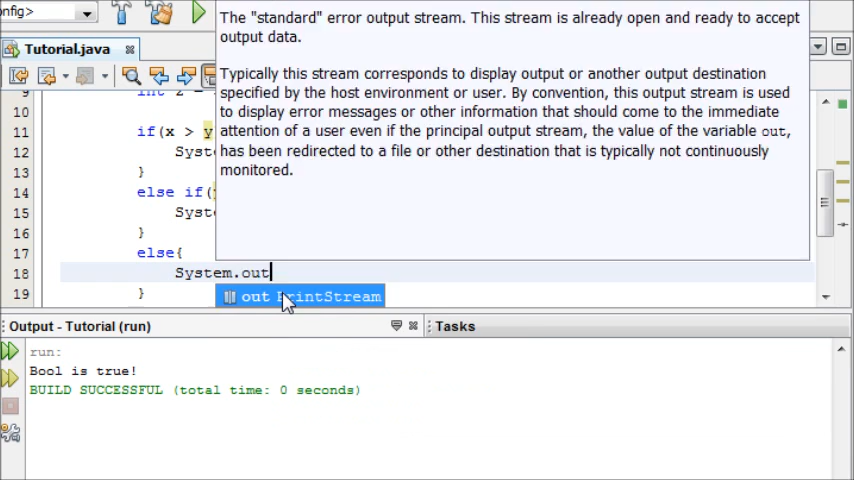 nfig>
The "standard" error output stream. This stream is already open and ready to accept
output data.
Tutorial.java
Typically this stream corresponds to display output or another output destination
specified by the host environment or user. By convention, this output stream is used
to display error messages or other information that should come to the immediate
attention of a user even if the principal output stream, the value of the variable out,
has been redirected to a file or other destination that is typically not continuously
monitored.
9 int z =
10
11 if(x > y
12 Syst
13 }
14 else if(
15 Syst
16 }
17 else{
18 System.out
19 }
out PrintStream
Output - Tutorial (run)
Tasks
run:
Bool is true!
BUILD SUCCESSFUL (total time: 0 seconds)